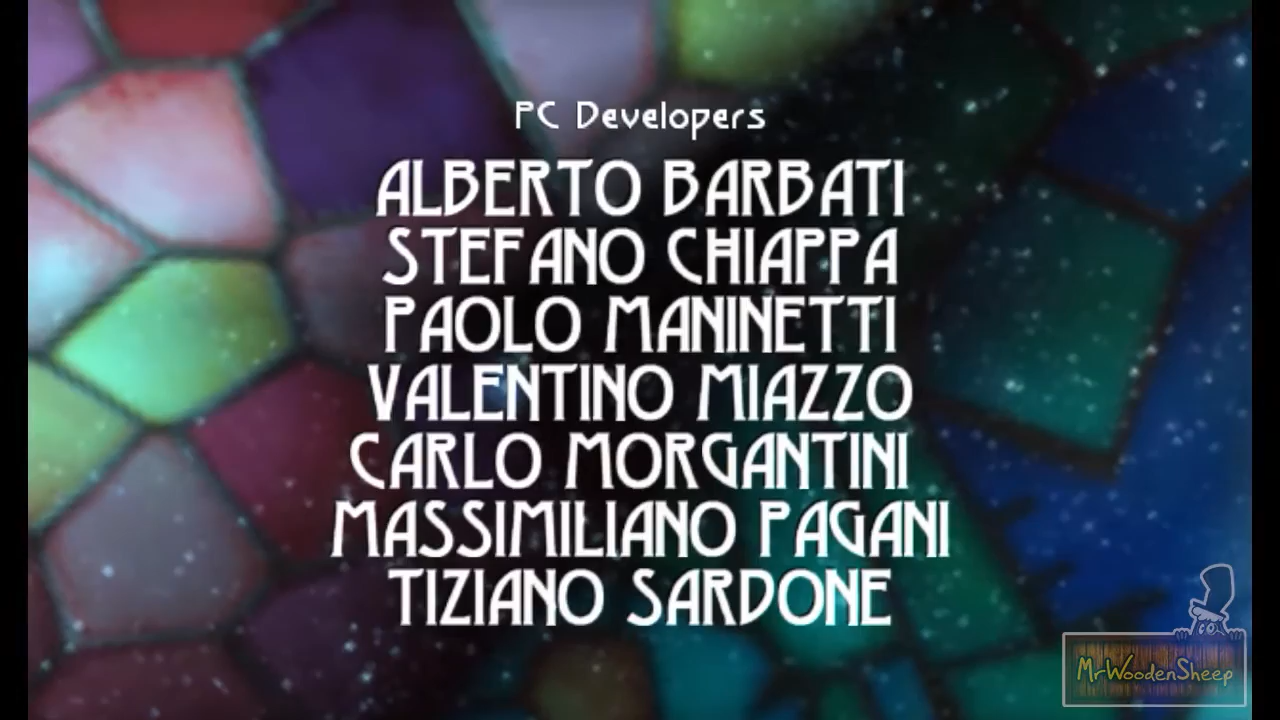 PC Developers
ALBERTO BARBATI
STEFANO CHIAPPA
PAOLO MANINETTI
VALENTINO MIAZZO
CARLO MORGANTINI
MASSIMILIANO PAGANI
TIZIANO SARDONE
MrWoodenSheep